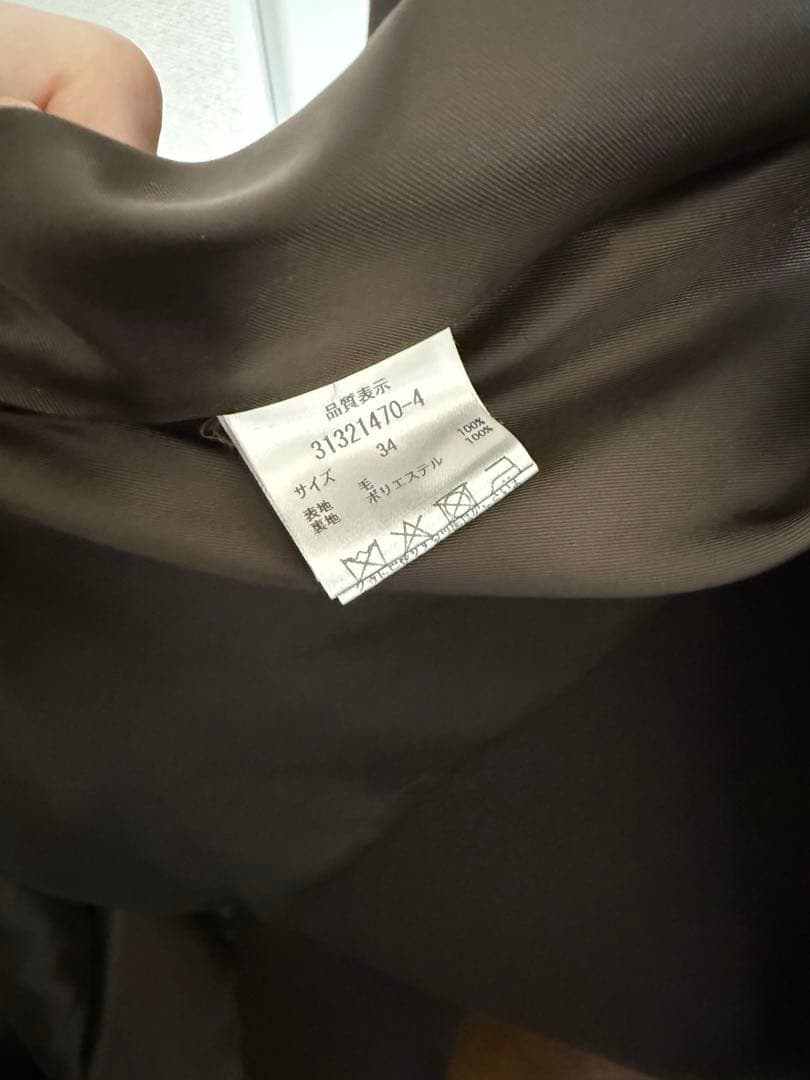 品質表示
31321470-4
サイズ 34
表地 毛 100%
裏地 ポリエステル 100%